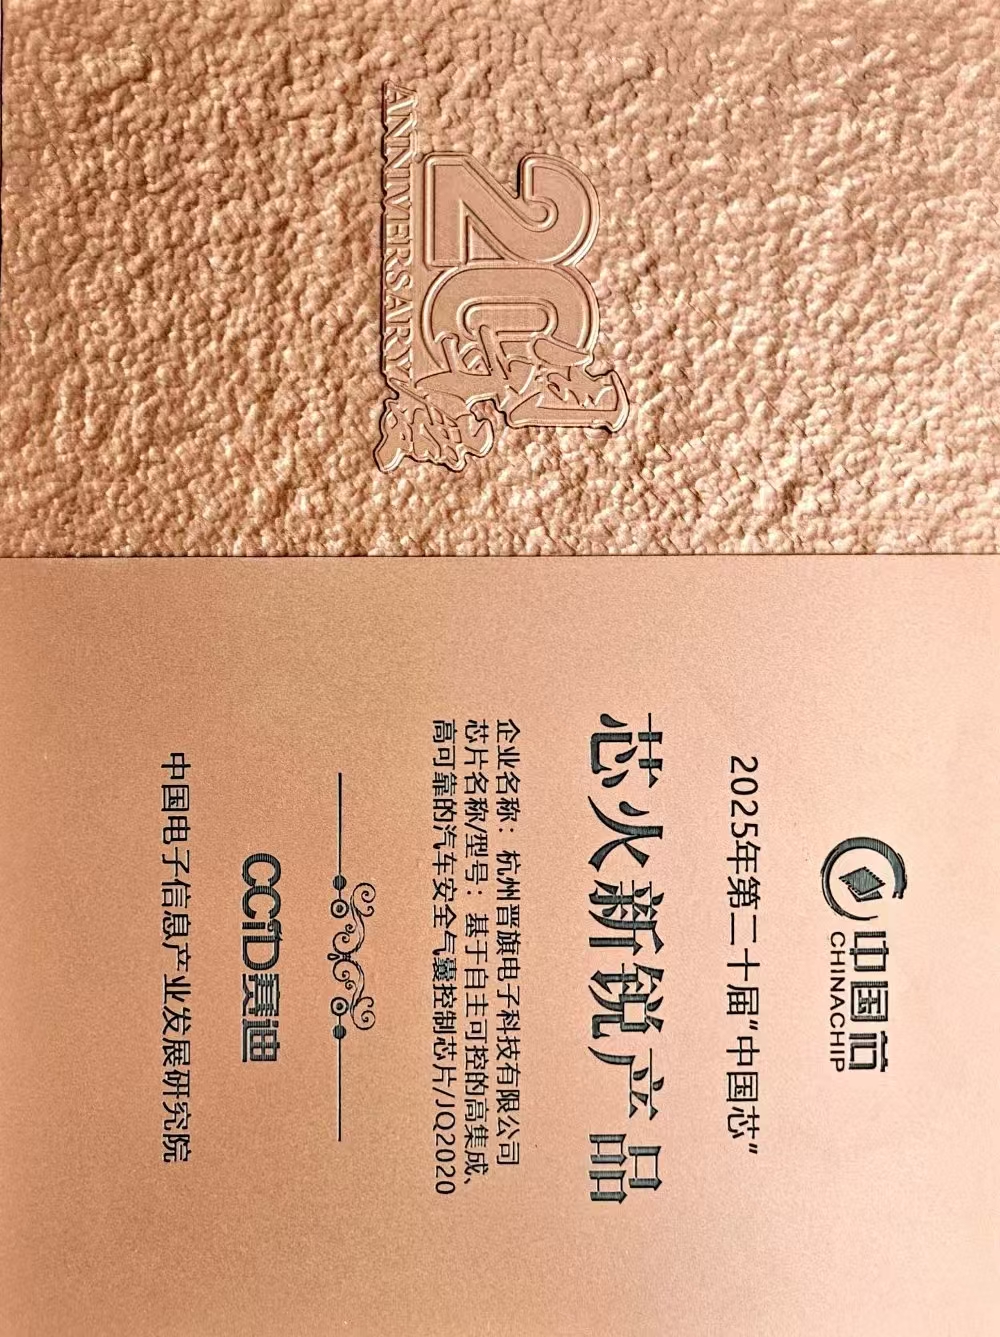 20周年
ANNIVERSARY
中国芯
CHINACHIP
2025年第二十届“中国芯”
芯火新锐产品
企业名称：杭州晋旗电子科技有限公司
芯片名称/型号：基于自主可控的高集成、
高可靠的汽车安全气囊控制芯片/JQ2020
CCID赛迪
中国电子信息产业发展研究院